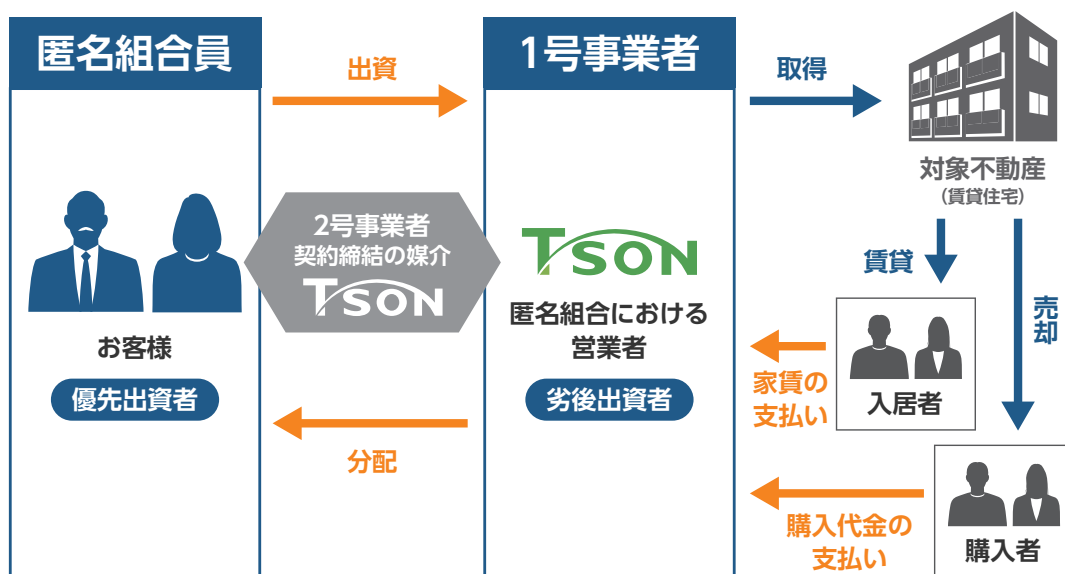 匿名組合員
出資
1号事業者
取得
対象不動産
(賃貸住宅)
2号事業者
契約締結の媒介
TSON
TSON
匿名組合における
営業者
お客様
優先出資者
劣後出資者
分配
賃貸
売却
家賃の
支払い
入居者
購入代金の
支払い
購入者